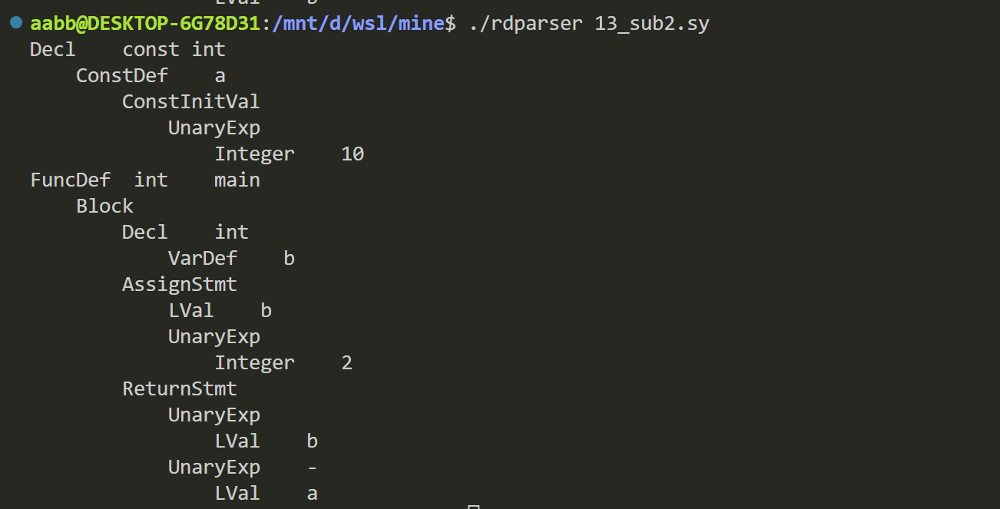 LVal    b
aabb@DESKTOP-6G78D31:/mnt/d/wsl/mine$ ./rdparser 13_sub2.sy
Decl    const int
    ConstDef    a
        ConstInitVal
            UnaryExp
                Integer    10
FuncDef  int    main
    Block
        Decl    int
            VarDef    b
        AssignStmt
            LVal    b
            UnaryExp
                Integer    2
        ReturnStmt
            UnaryExp
                LVal    b
            UnaryExp    -
                LVal    a